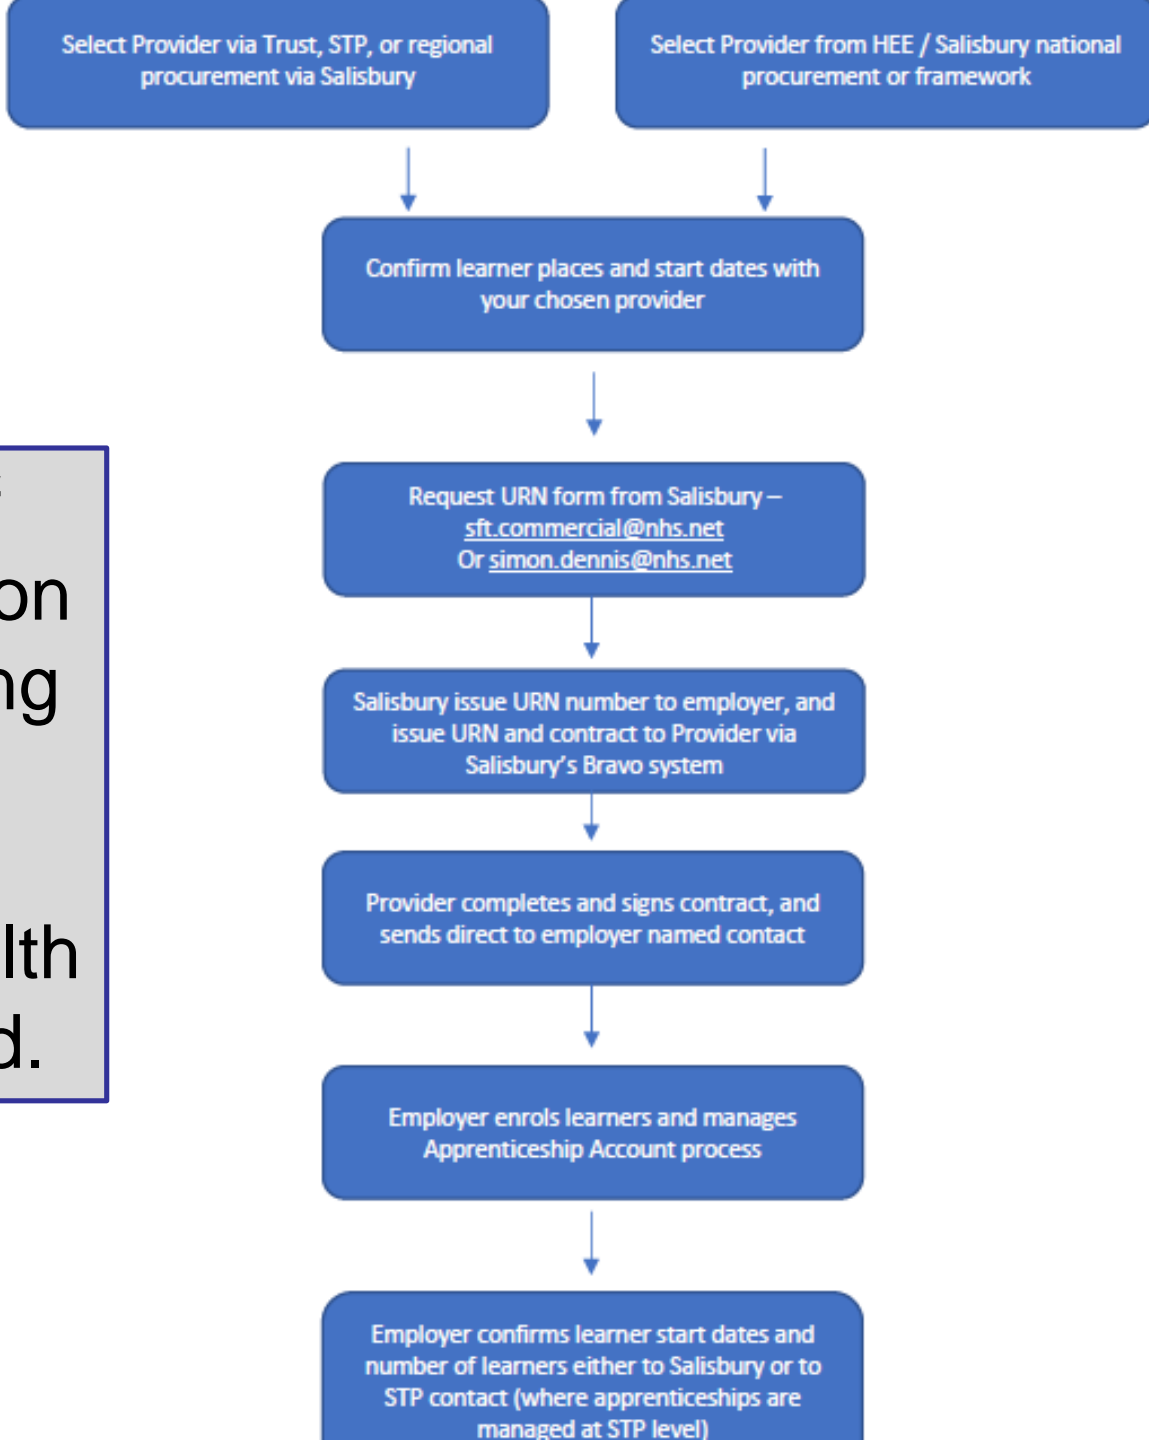 Select Provider via Trust, STP, or regional
procurement via Salisbury
Select Provider from HEE / Salisbury national
procurement or framework
Confirm learner places and start dates with
your chosen provider
Request URN form from Salisbury –
sft.commercial@nhs.net
Or simon.dennis@nhs.net
Salisbury issue URN number to employer, and
issue URN and contract to Provider via
Salisbury's Bravo system
Provider completes and signs contract, and
sends direct to employer named contact
Employer enrols learners and manages
Apprenticeship Account process
Employer confirms learner start dates and
number of learners either to Salisbury or to
STP contact (where apprenticeships are
managed at STP level)
on
ng
lth
d.